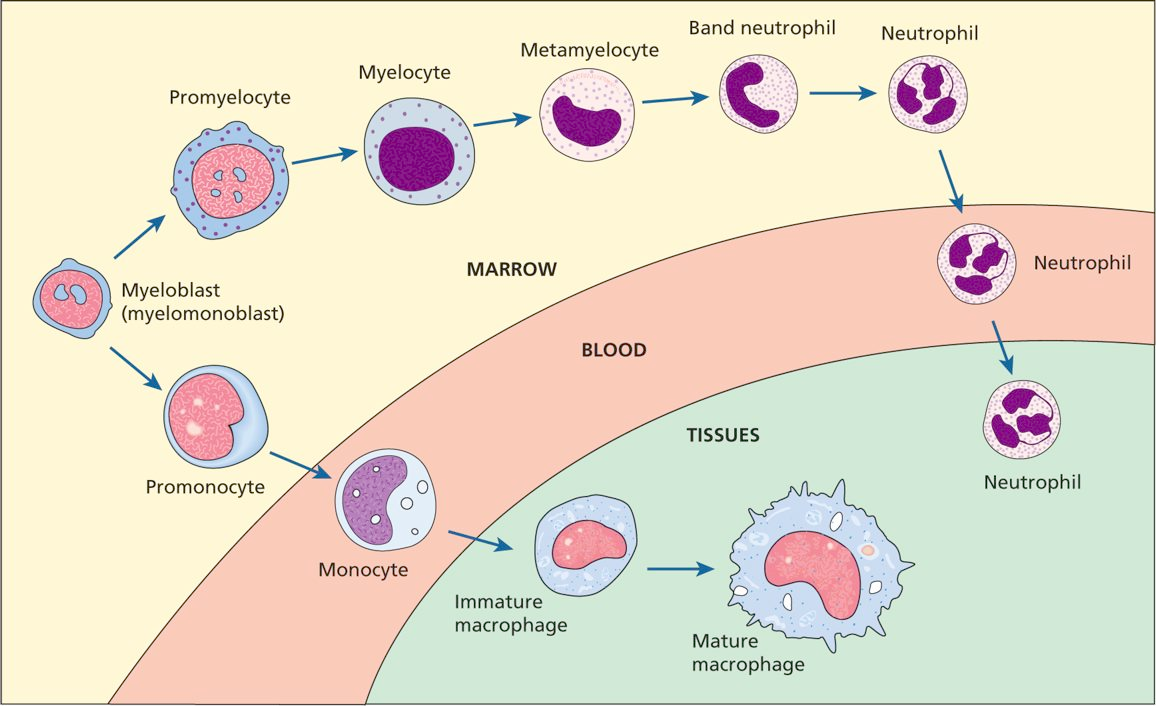 Band neutrophil
Neutrophil
Metamyelocyte
Myelocyte
Promyelocyte
MARROW
Neutrophil
Myeloblast
(myelomonoblast)
BLOOD
TISSUES
Neutrophil
Promonocyte
Monocyte
Immature
macrophage
Mature
macrophage